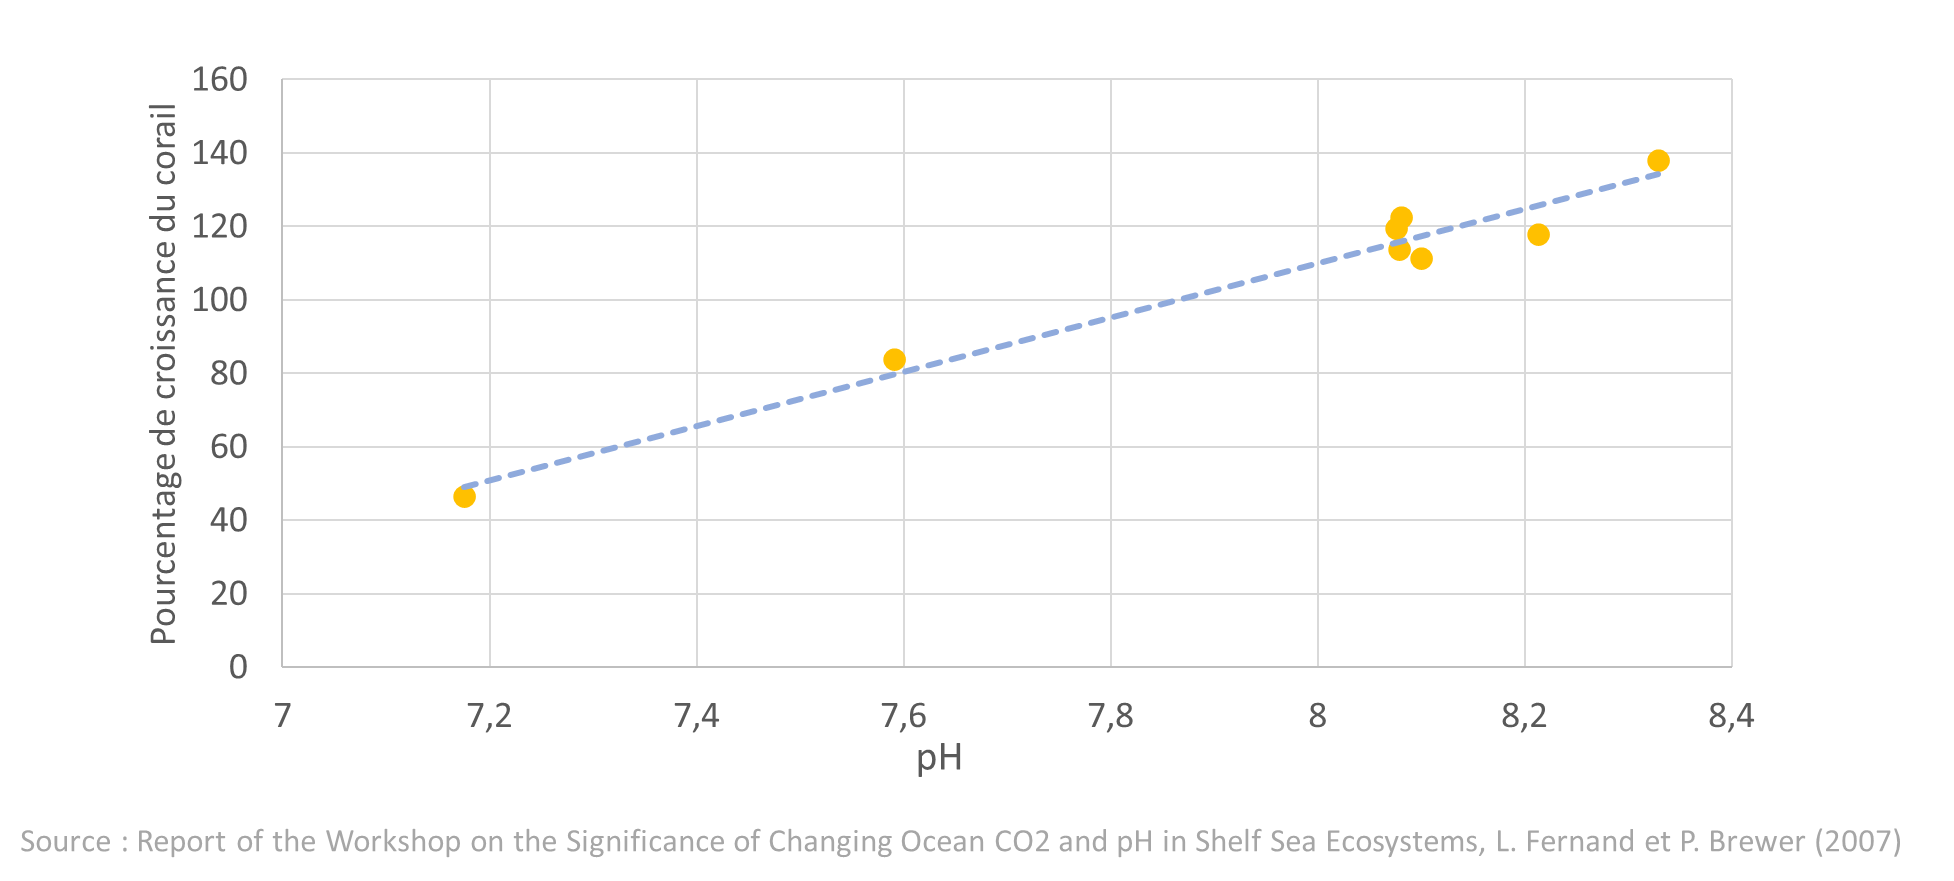 Pourcentage de croissance du corail
160
140
120
100
80
60
40
20
0
7 7,2 7,4 7,6 7,8 8 8,2 8,4
pH
Source : Report of the Workshop on the Significance of Changing Ocean CO2 and pH in Shelf Sea Ecosystems, L. Fernand et P. Brewer (2007)